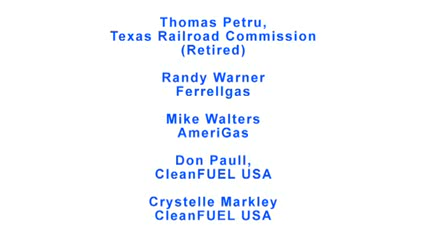 Thomas Petru,
Texas Railroad Commission
(Retired)
Randy Warner
Ferrellgas
Mike Walters
AmeriGas
Don Paull,
CleanFUEL USA
Crystelle Markley
CleanFUEL USA